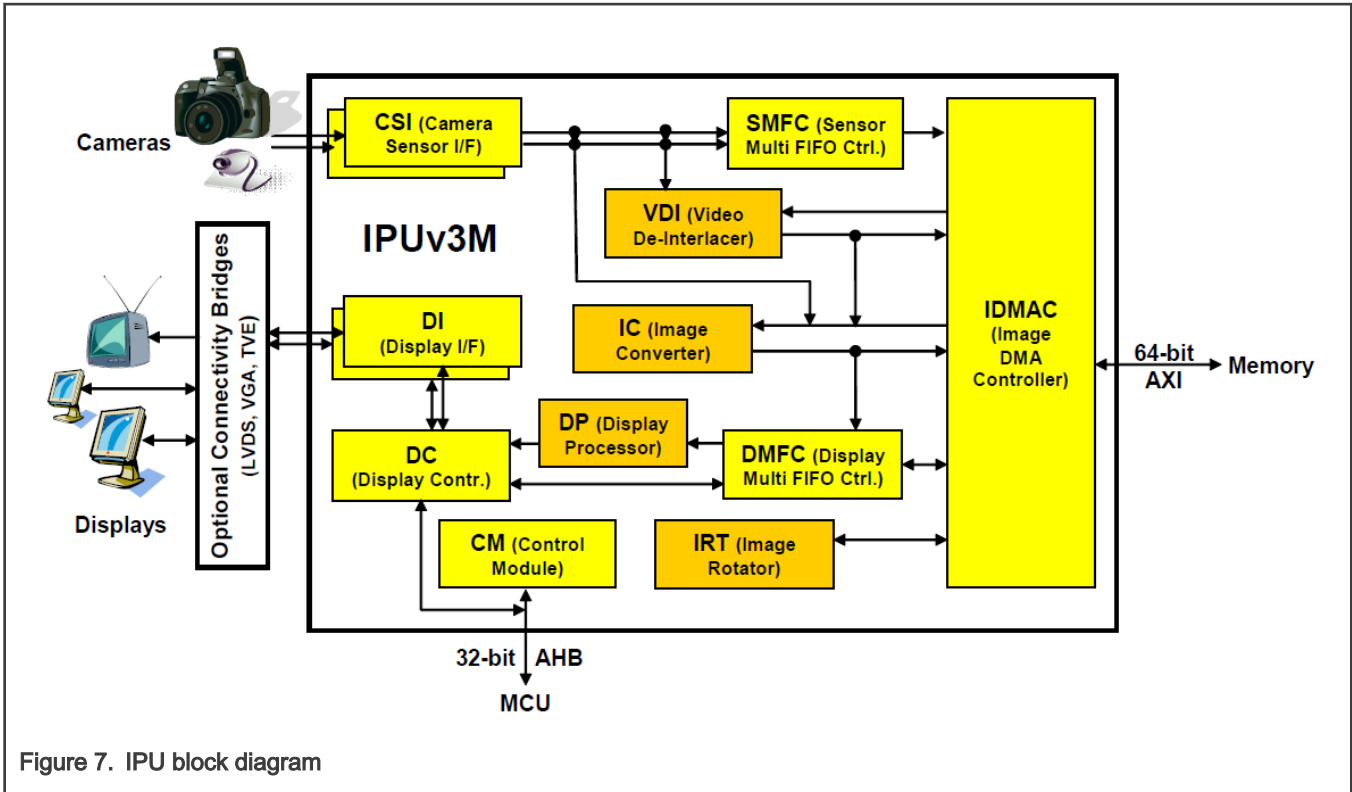 Cameras
CSI (Camera
Sensor I/F)
SMFC (Sensor
Multi FIFO Ctrl.)
VDI (Video
De-Interlacer)
IPUv3M
Optional Connectivity Bridges
(LVDS, VGA, TVE)
DI
(Display I/F)
IC (Image
Converter)
IDMAC
(Image
DMA
Controller)
64-bit
AXI
Memory
DP (Display
Processor)
DC
(Display Contr.)
DMFC (Display
Multi FIFO Ctrl.)
Displays
CM (Control
Module)
IRT (Image
Rotator)
32-bit AHB
MCU
Figure 7. IPU block diagram